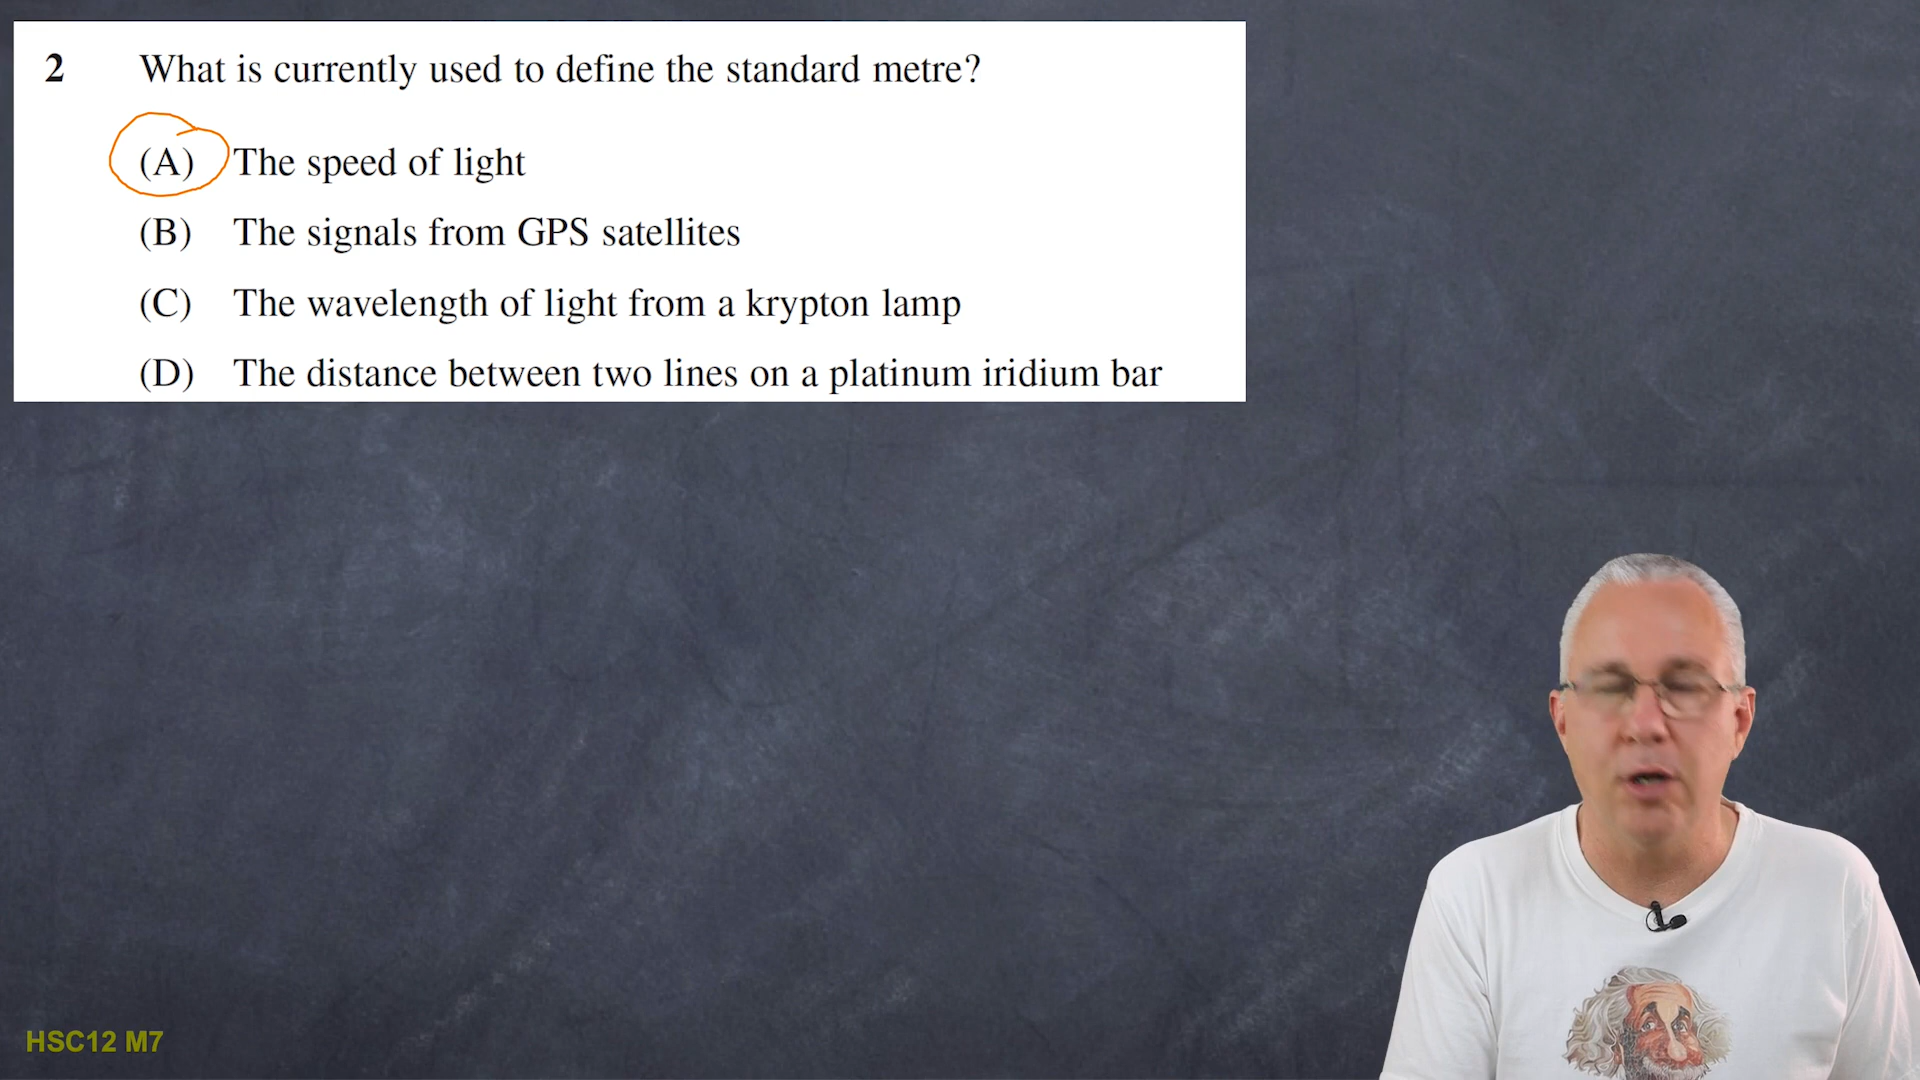 2 What is currently used to define the standard metre?
(A) The speed of light
(B) The signals from GPS satellites
(C) The wavelength of light from a krypton lamp
(D) The distance between two lines on a platinum iridium bar
HSC12 M7